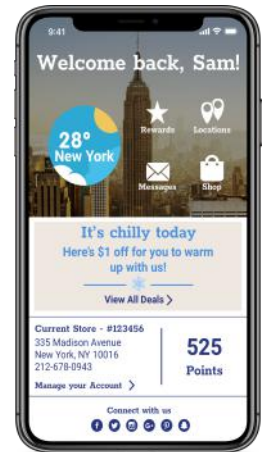 9:41
Welcome back, Sam!
28°
New York
Rewards
Locations
Messages
Shop
It's chilly today
Here's $1 off for you to warm
up with us!
View All Deals >
Current Store - #123456
335 Madison Avenue
New York, NY 10016
212-678-0943
Manage your Account >
525
Points
Connect with us